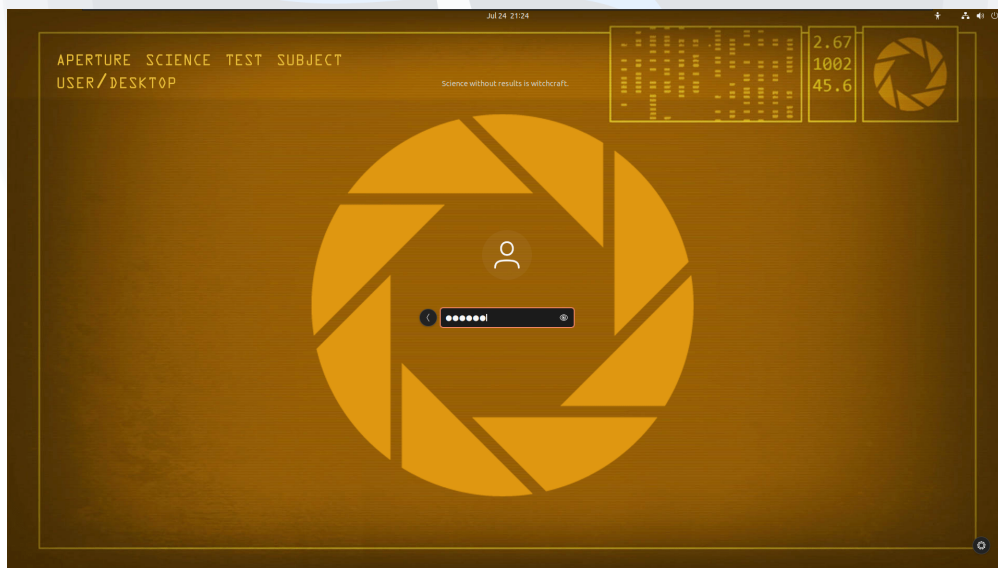 Jul 24 21:24
APERTURE SCIENCE TEST SUBJECT
USER/DESKTOP
2.67
1002
45.6
Science without results is witchcraft.